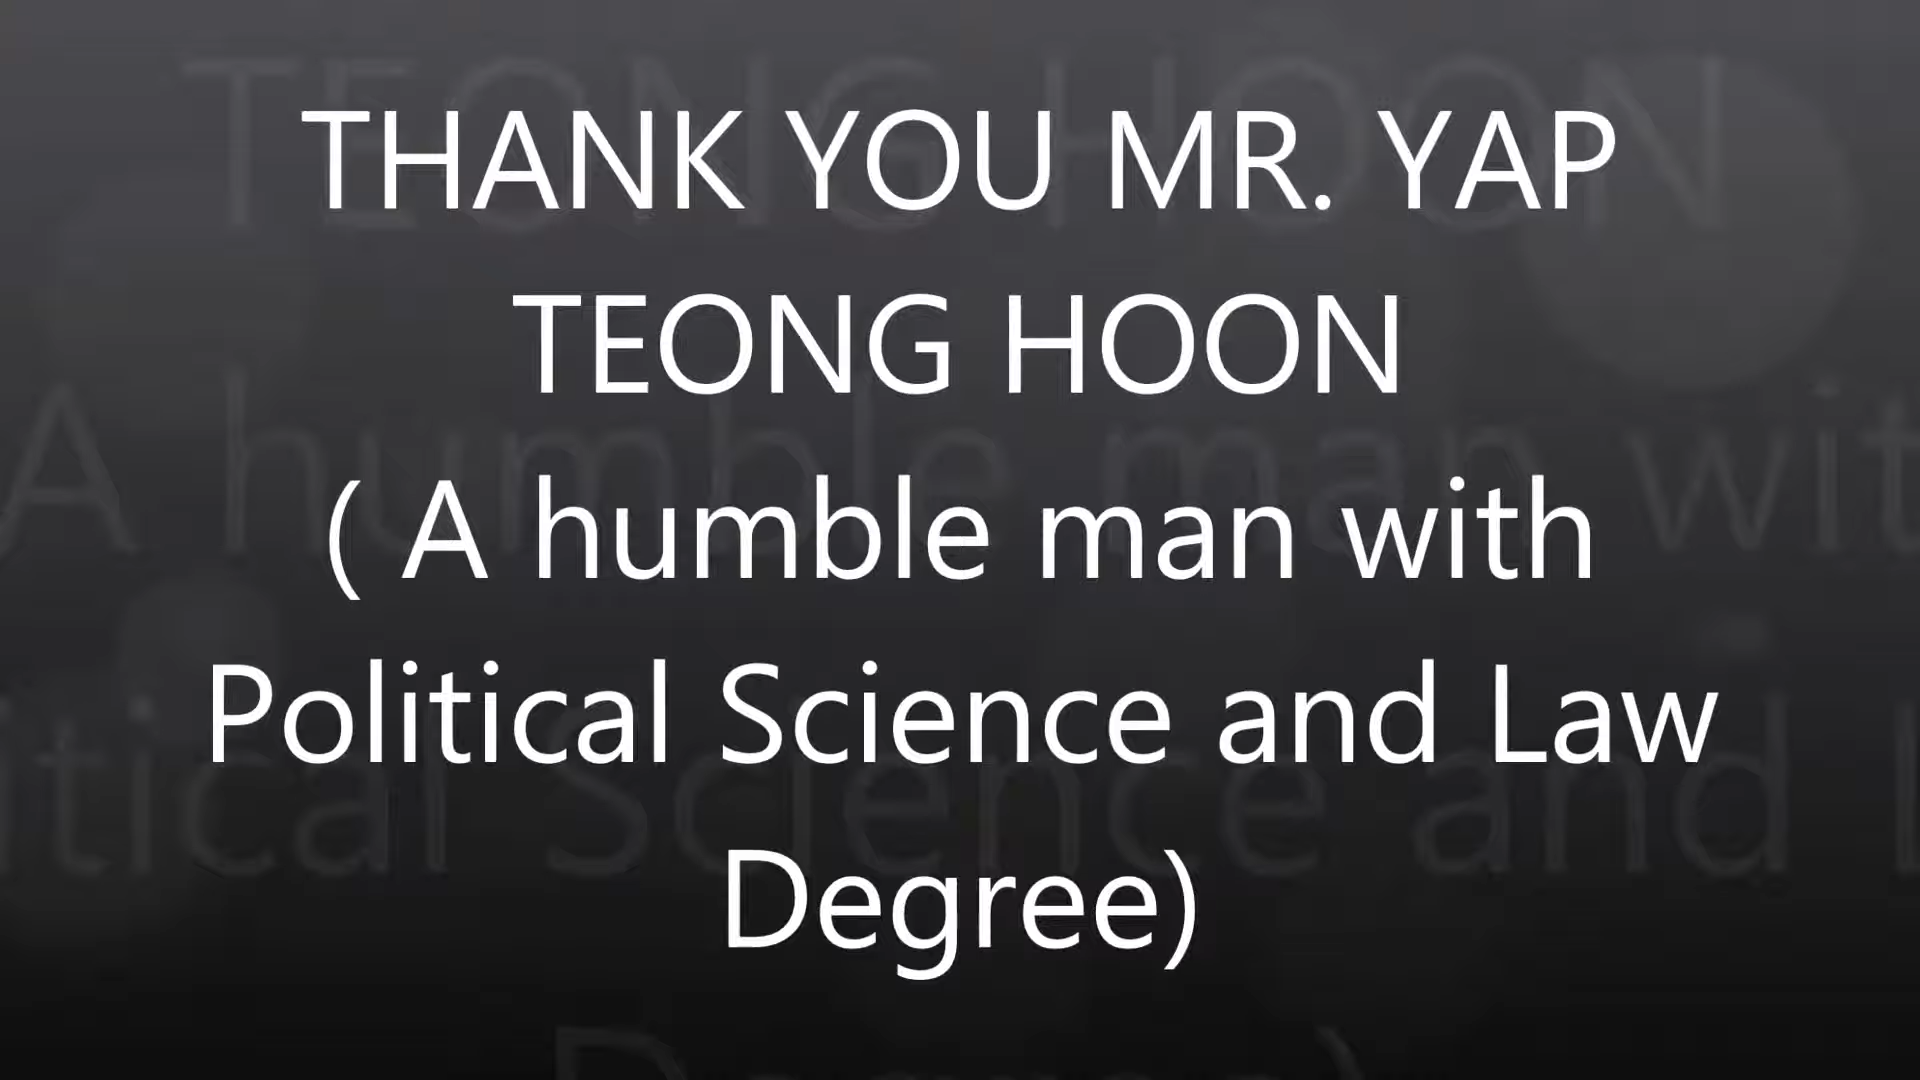 THANK YOU MR. YAP
TEONG HOON
( A humble man with
Political Science and Law
Degree)